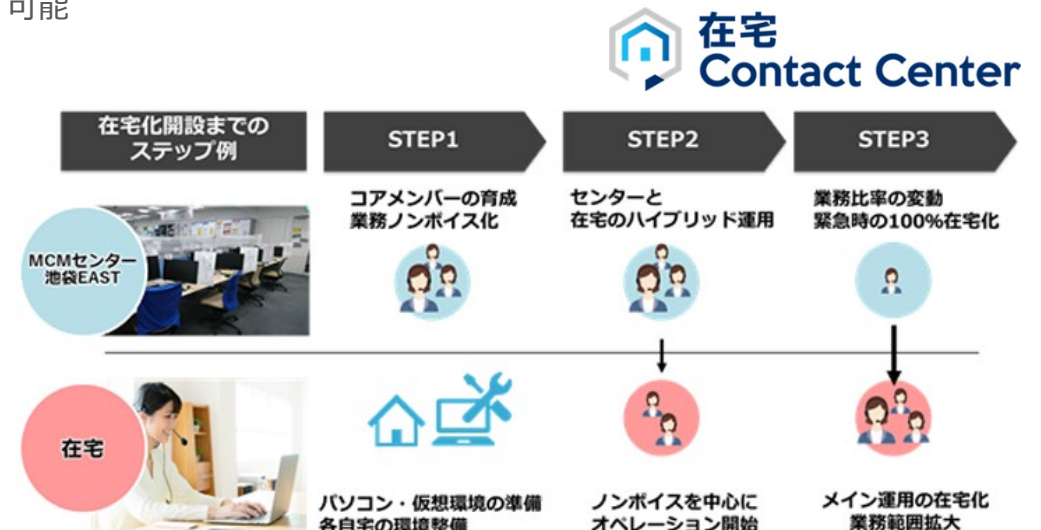 可能
在宅
Contact Center
在宅化開設までの
ステップ例
STEP1
STEP2
STEP3
コアメンバーの育成
業務ノンボイス化
センターと
在宅のハイブリッド運用
業務比率の変動
緊急時の100%在宅化
MCMセンター
池袋EAST
在宅
パソコン・仮想環境の準備
各自宅の環境整備
ノンボイスを中心に
オペレーション開始
メイン運用の在宅化
業務範囲拡大